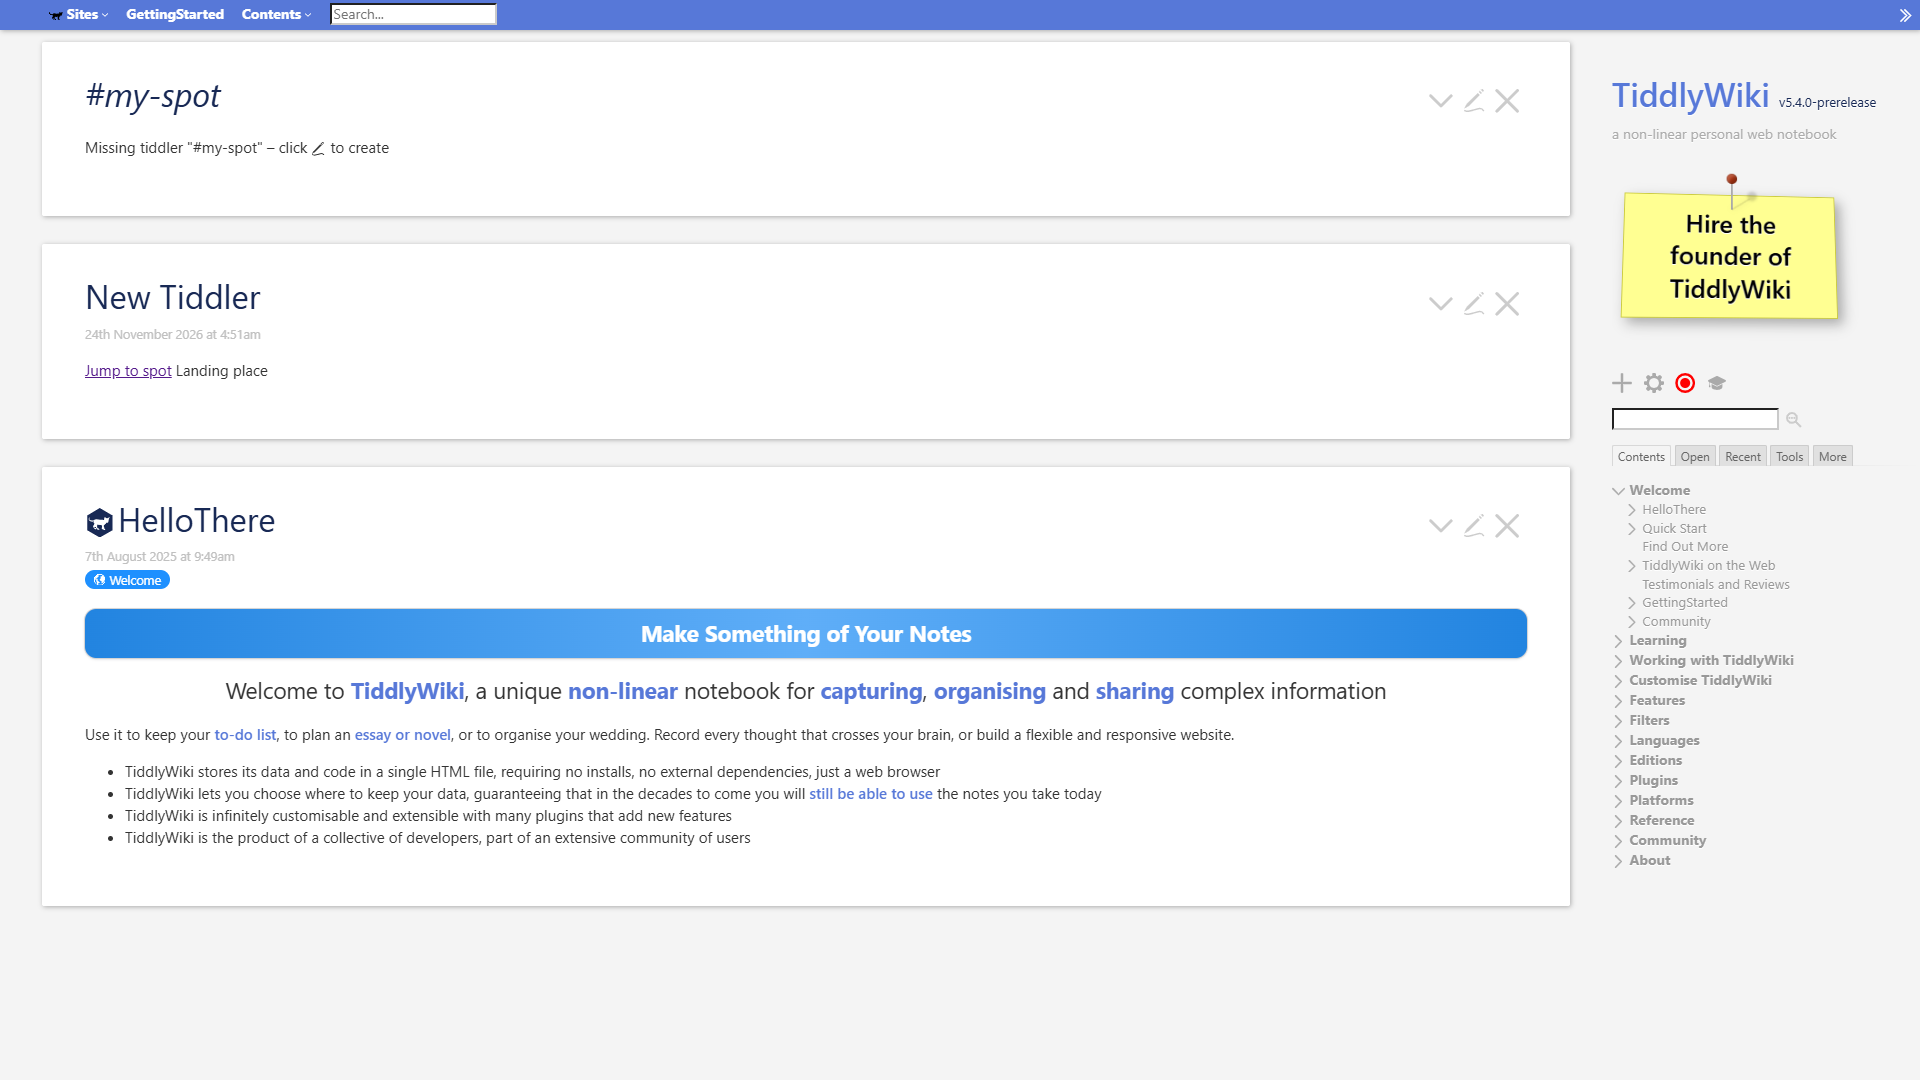 Sites
GettingStarted
Contents
Search...
#my-spot
Missing tiddler "#my-spot" – click to create
New Tiddler
24th November 2026 at 4:51am
Jump to spot Landing place
HelloThere
7th August 2025 at 9:49am
Welcome
Make Something of Your Notes
Welcome to TiddlyWiki, a unique non-linear notebook for capturing, organising and sharing complex information
Use it to keep your to-do list, to plan an essay or novel, or to organise your wedding. Record every thought that crosses your brain, or build a flexible and responsive website.
TiddlyWiki stores its data and code in a single HTML file, requiring no installs, no external dependencies, just a web browser
TiddlyWiki lets you choose where to keep your data, guaranteeing that in the decades to come you will still be able to use the notes you take today
TiddlyWiki is infinitely customisable and extensible with many plugins that add new features
TiddlyWiki is the product of a collective of developers, part of an extensive community of users
TiddlyWiki v5.4.0-prerelease
a non-linear personal web notebook
Hire the
founder of
TiddlyWiki
Contents
Open
Recent
Tools
More
Welcome
HelloThere
Quick Start
Find Out More
TiddlyWiki on the Web
Testimonials and Reviews
GettingStarted
Community
Learning
Working with TiddlyWiki
Customise TiddlyWiki
Features
Filters
Languages
Editions
Plugins
Platforms
Reference
Community
About